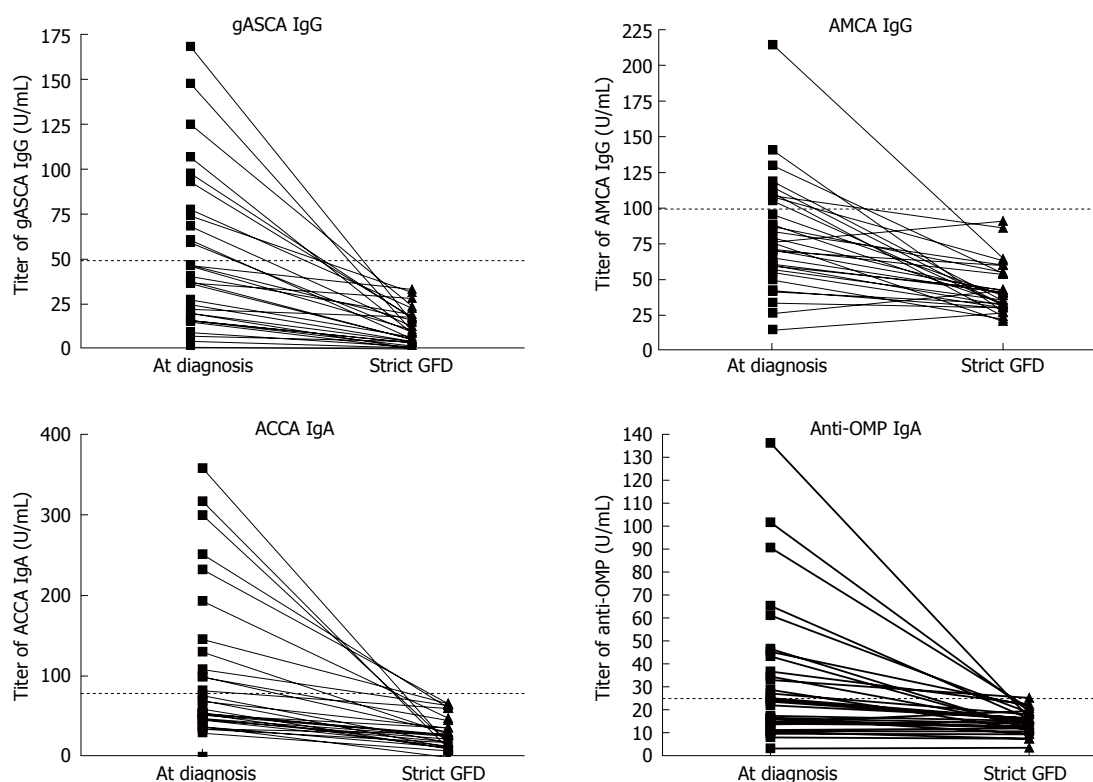 gASCA IgG
Titer of gASCA IgG (U/mL)
175
150
125
100
75
50
25
0
At diagnosis
Strict GFD
AMCA IgG
Titer of AMCA IgG (U/mL)
225
200
175
150
125
100
75
50
25
0
At diagnosis
Strict GFD
ACCA IgA
Titer of ACCA IgA (U/mL)
400
300
200
100
0
At diagnosis
Strict GFD
Anti-OMP IgA
Titer of anti-OMP (U/mL)
140
130
120
110
100
90
80
70
60
50
40
30
20
10
0
At diagnosis
Strict GFD